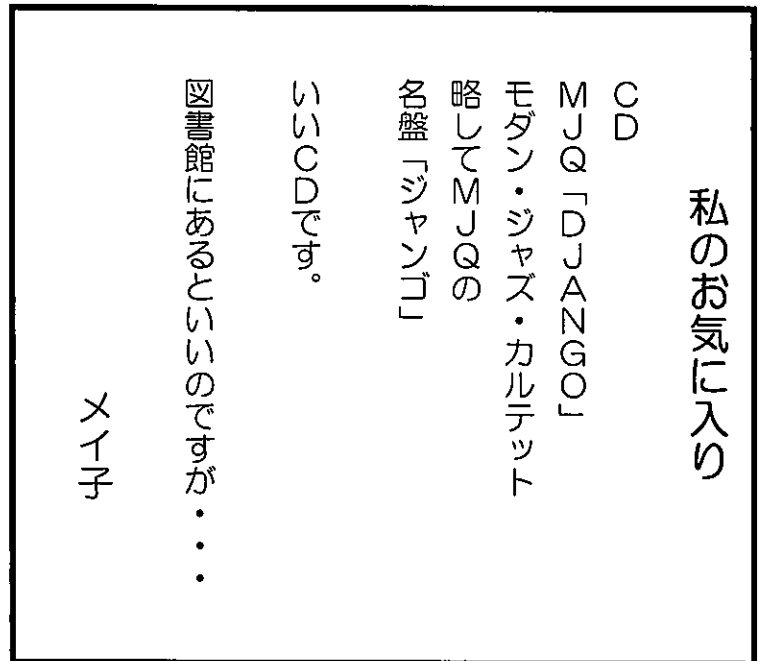 私のお気に入り
CD
MJQ「DJANGO」
モダン・ジャズ・カルテット
略してMJQの
名盤「ジャンゴ」
いいCDです。
図書館にあるといいのですが・・・
メイ子